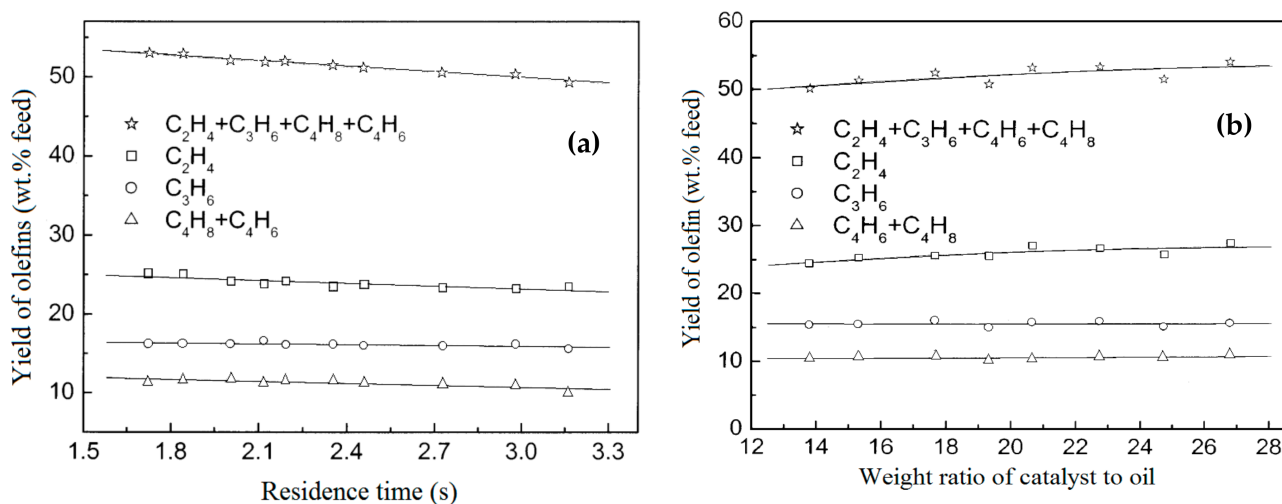 Yield of olefins (wt.% feed)
50
40
30
20
10
☆ C₂H₄+C₃H₆+C₄H₈+C₄H₆
□ C₂H₄
○ C₃H₆
△ C₄H₈+C₄H₆
(a)
1.5 1.8 2.1 2.4 2.7 3.0 3.3
Residence time (s)
Yield of olefin (wt.% feed)
60
50
40
30
20
10
0
☆ C₂H₄+C₃H₆+C₄H₆+C₄H₈
□ C₂H₄
○ C₃H₆
△ C₄H₆+C₄H₈
(b)
12 14 16 18 20 22 24 26 28
Weight ratio of catalyst to oil